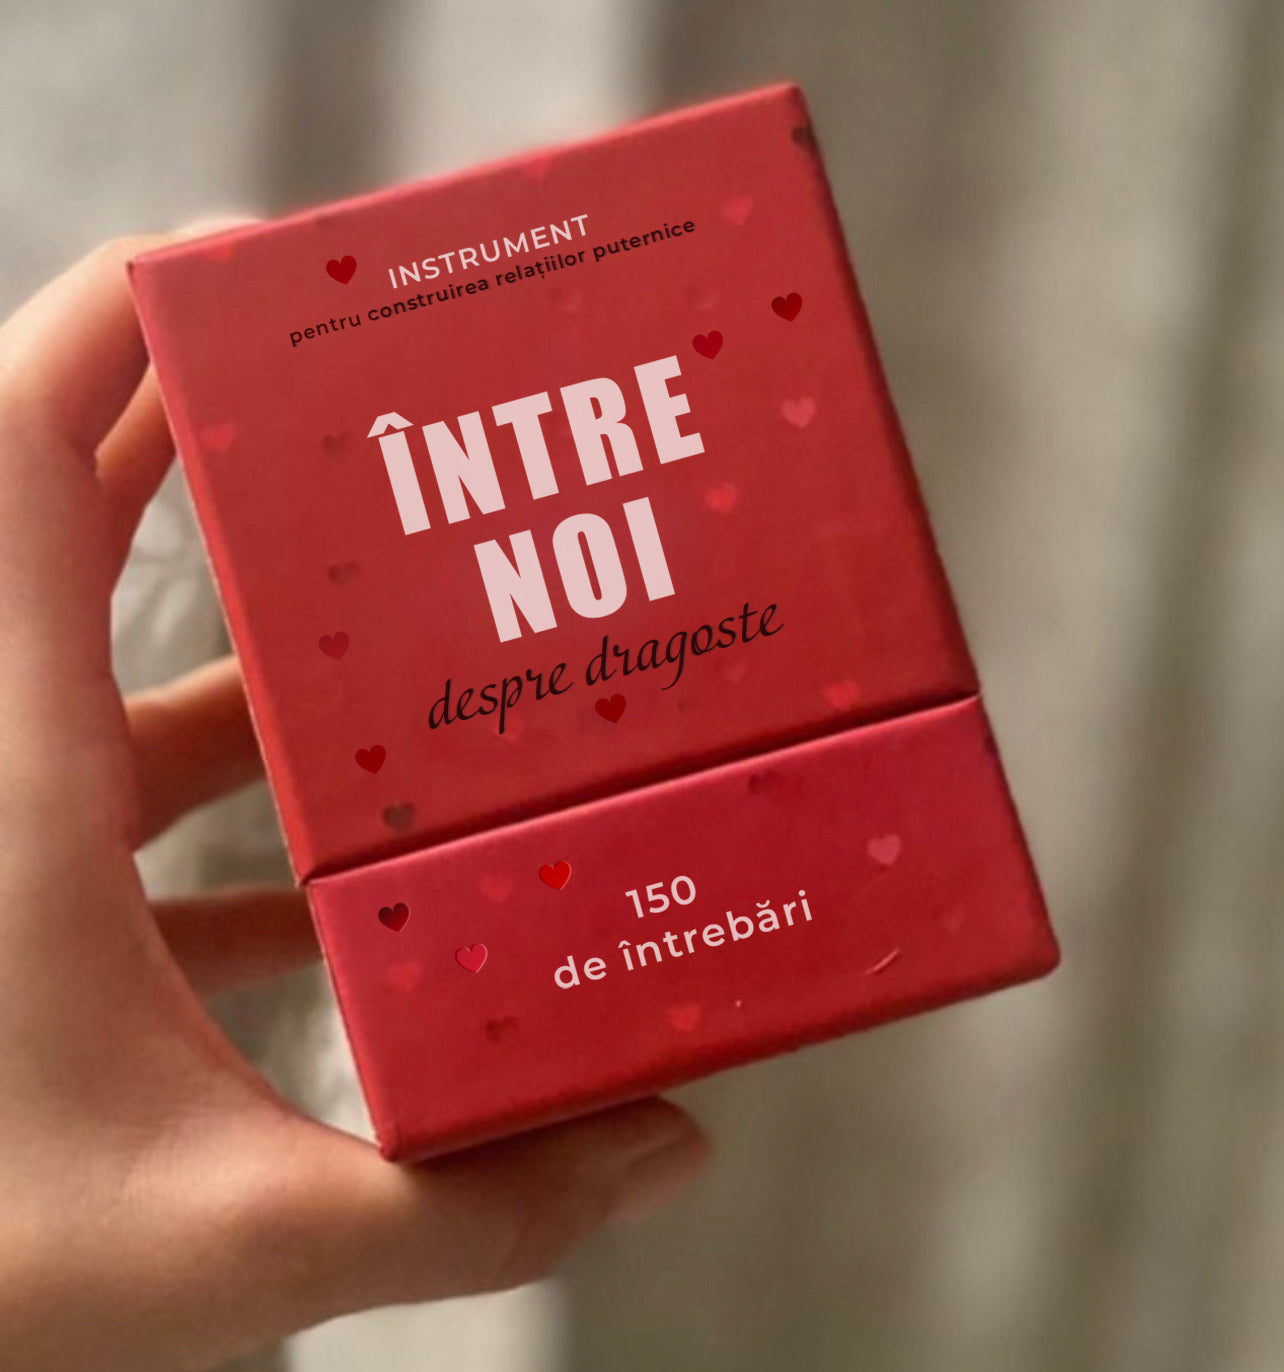 INSTRUMENT
pentru construirea relațiilor puternice
ÎNTRE
NOI
despre dragoste
150
de întrebări